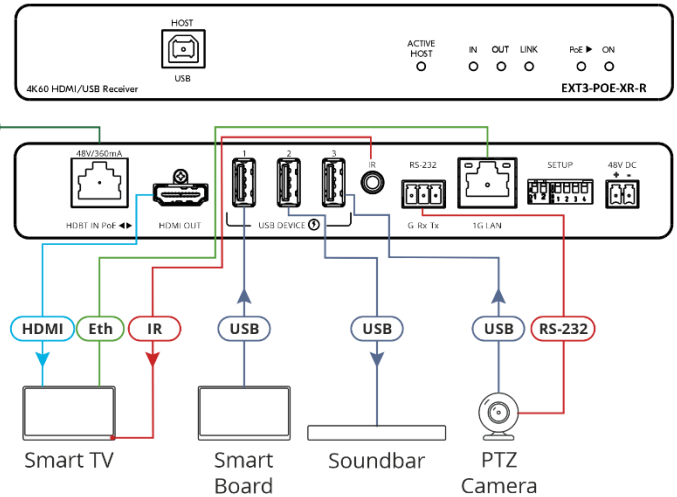 HOST
USB
ACTIVE
HOST
IN OUT LINK
PoE ▶ ON
4K60 HDMI/USB Receiver
EXT3-POE-XR-R
48V/360mA
1 2 3
IR
RS-232
SETUP
48V DC
+ -
1 2 1 2 3 4
HDBT IN PoE ◀▶
HDMI OUT
USB DEVICE
G Rx Tx
1G LAN
HDMI
Eth
IR
USB
USB
USB
RS-232
Smart TV
Smart
Board
Soundbar
PTZ
Camera